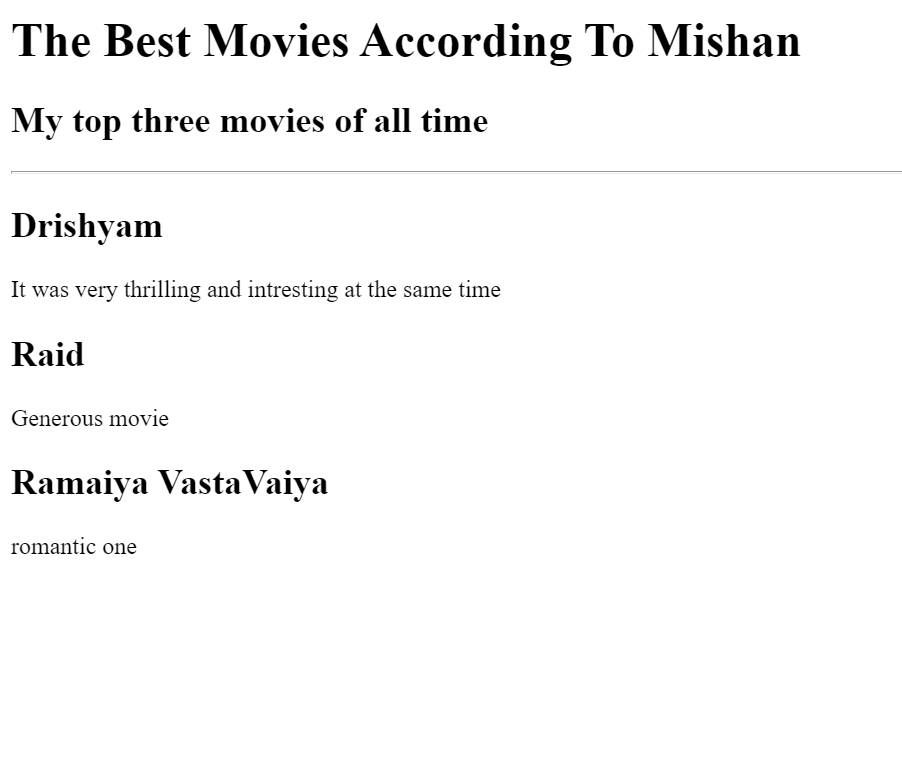 The Best Movies According To Mishan
My top three movies of all time
Drishyam
It was very thrilling and intresting at the same time
Raid
Generous movie
Ramaiya VastaVaiya
romantic one